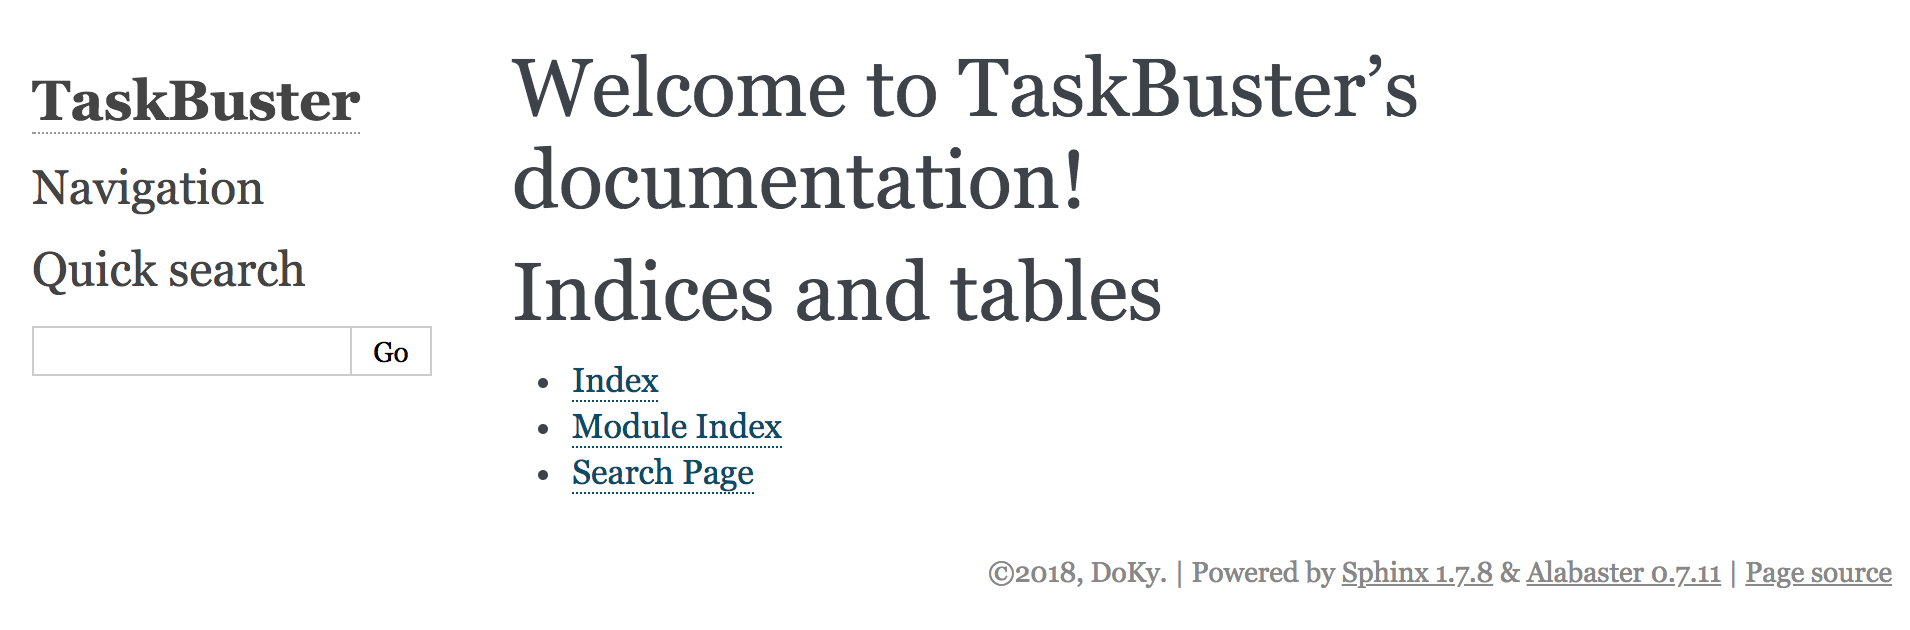 TaskBuster
Navigation
Quick search
Go
Welcome to TaskBuster’s
documentation!
Indices and tables
Index
Module Index
Search Page
©2018, DoKy. | Powered by Sphinx 1.7.8 & Alabaster 0.7.11 | Page source